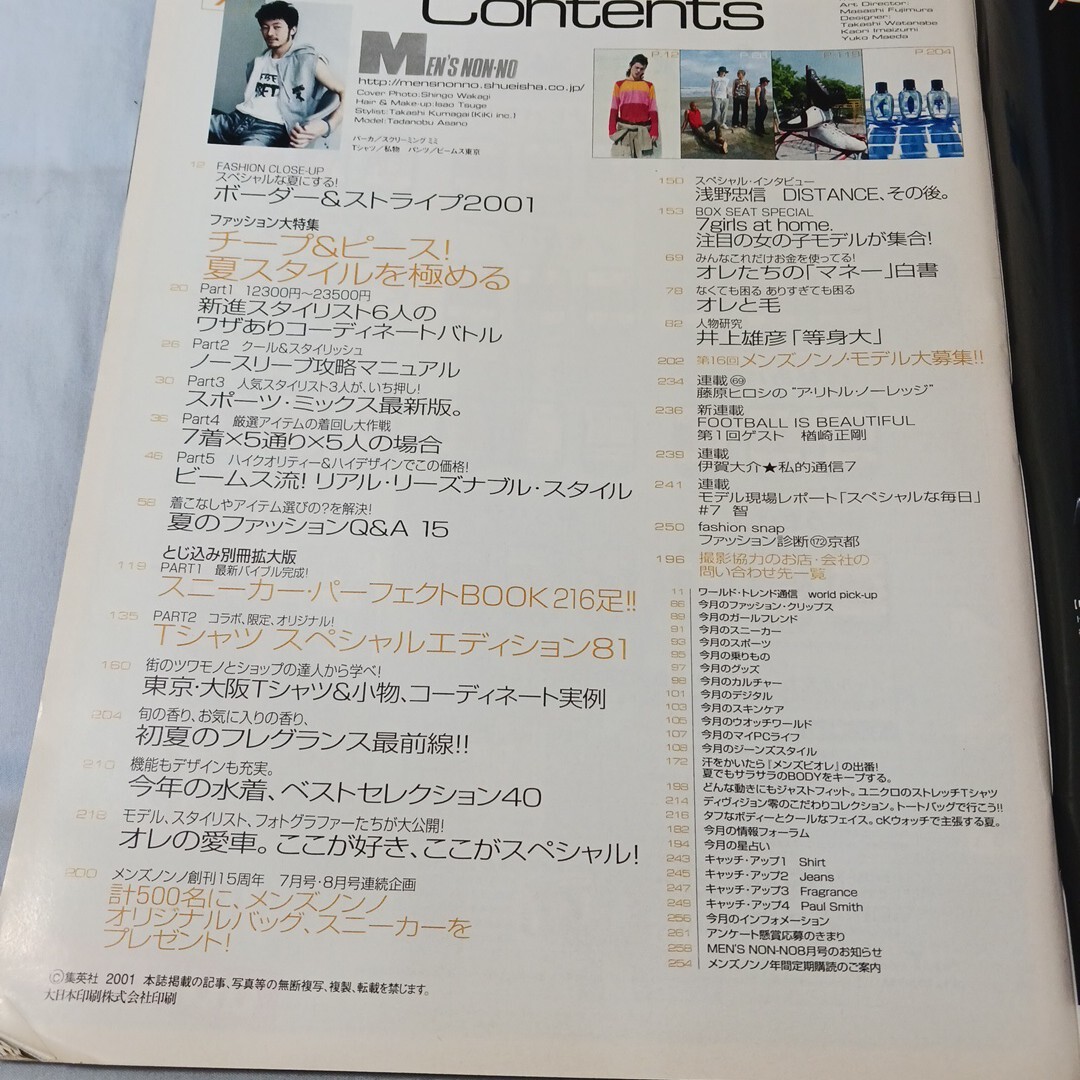 Contents
Art Director:
Masashi Fujimura
Designer:
Takashi Watanabe
Kaori Imaizumi
Yuko Maeda
MEN'S NON-NO
http://mensnonno.shueisha.co.jp/
Cover Photo:Shingo Wakagi
Hair & Make-up:Isao Tsuge
Stylist:Takashi Kumagai(KiKi inc.)
Model:Tadanobu Asano
パーカ／スクリーミング ミミ
Tシャツ／私物 パンツ／ビームス東京
P.12
P.119
P.204
12 FASHION CLOSE-UP
スペシャルな夏にする!
ボーダー&ストライプ2001
ファッション大特集
チープ&ピース!
夏スタイルを極める
20 Part1 12300円〜23500円
新進スタイリスト6人の
ワザありコーディネートバトル
26 Part2 クール&スタイリッシュ
ノースリーブ攻略マニュアル
30 Part3 人気スタイリスト3人が、いち押し!
スポーツ・ミックス最新版。
36 Part4 厳選アイテムの着回し大作戦
7着×5通り×5人の場合
46 Part5 ハイクオリティー&ハイデザインでこの価格!
ビームス流! リアル・リーズナブル・スタイル
58 着こなしやアイテム選びの?を解決!
夏のファッションQ&A 15
とじ込み別冊拡大版
119 PART1 最新バイブル完成!
スニーカー・パーフェクトBOOK 216足!!
135 PART2 コラボ、限定、オリジナル!
Tシャツ スペシャルエディション81
160 街のツワモノとショップの達人から学べ!
東京・大阪Tシャツ&小物、コーディネート実例
204 旬の香り、お気に入りの香り、
初夏のフレグランス最前線!!
210 機能もデザインも充実。
今年の水着、ベストセレクション40
218 モデル、スタイリスト、フォトグラファーたちが大公開!
オレの愛車。ここが好き、ここがスペシャル!
200 メンズノンノ創刊15周年 7月号・8月号連続企画
計500名に、メンズノンノ
オリジナルバッグ、スニーカーを
プレゼント!
©集英社 2001 本誌掲載の記事、写真等の無断複写、複製、転載を禁じます。
大日本印刷株式会社印刷
150 スペシャル・インタビュー
浅野忠信 DISTANCE、その後。
153 BOX SEAT SPECIAL
7girls at home.
注目の女の子モデルが集合!
69 みんなこれだけお金を使ってる!
オレたちの「マネー」白書
78 なくても困る ありすぎても困る
オレと毛
82 人物研究
井上雄彦「等身大」
202 第16回メンズノンノ・モデル大募集!!
234 連載69
藤原ヒロシの“ア・リトル・ノーレッジ”
236 新連載
FOOTBALL IS BEAUTIFUL
第1回ゲスト 楢崎正剛
239 連載
伊賀大介★私的通信7
241 連載
モデル現場レポート「スペシャルな毎日」
#7 智
250 fashion snap
ファッション診断172京都
196 撮影協力のお店・会社の
問い合わせ先一覧
11 ワールド・トレンド通信 world pick-up
86 今月のファッション・クリップス
89 今月のガールフレンド
91 今月のスニーカー
93 今月のスポーツ
95 今月の乗りもの
97 今月のグッズ
98 今月のカルチャー
101 今月のデジタル
103 今月のスキンケア
105 今月のウオッチワールド
107 今月のマイPCライフ
108 今月のジーンズスタイル
172 汗をかいたら『メンズビオレ』の出番!
夏でもサラサラのBODYをキープする。
198 どんな動きにもジャストフィット。ユニクロのストレッチTシャツ
214 ディヴィジョン零のこだわりコレクション。トートバッグで行こう!!
216 タフなボディーとクールなフェイス。cKウォッチで主張する夏。
182 今月の情報フォーラム
194 今月の星占い
243 キャッチ・アップ1 Shirt
245 キャッチ・アップ2 Jeans
247 キャッチ・アップ3 Fragrance
249 キャッチ・アップ4 Paul Smith
256 今月のインフォメーション
261 アンケート懸賞応募のきまり
258 MEN'S NON-NO8月号のお知らせ
254 メンズノンノ年間定期購読のご案内